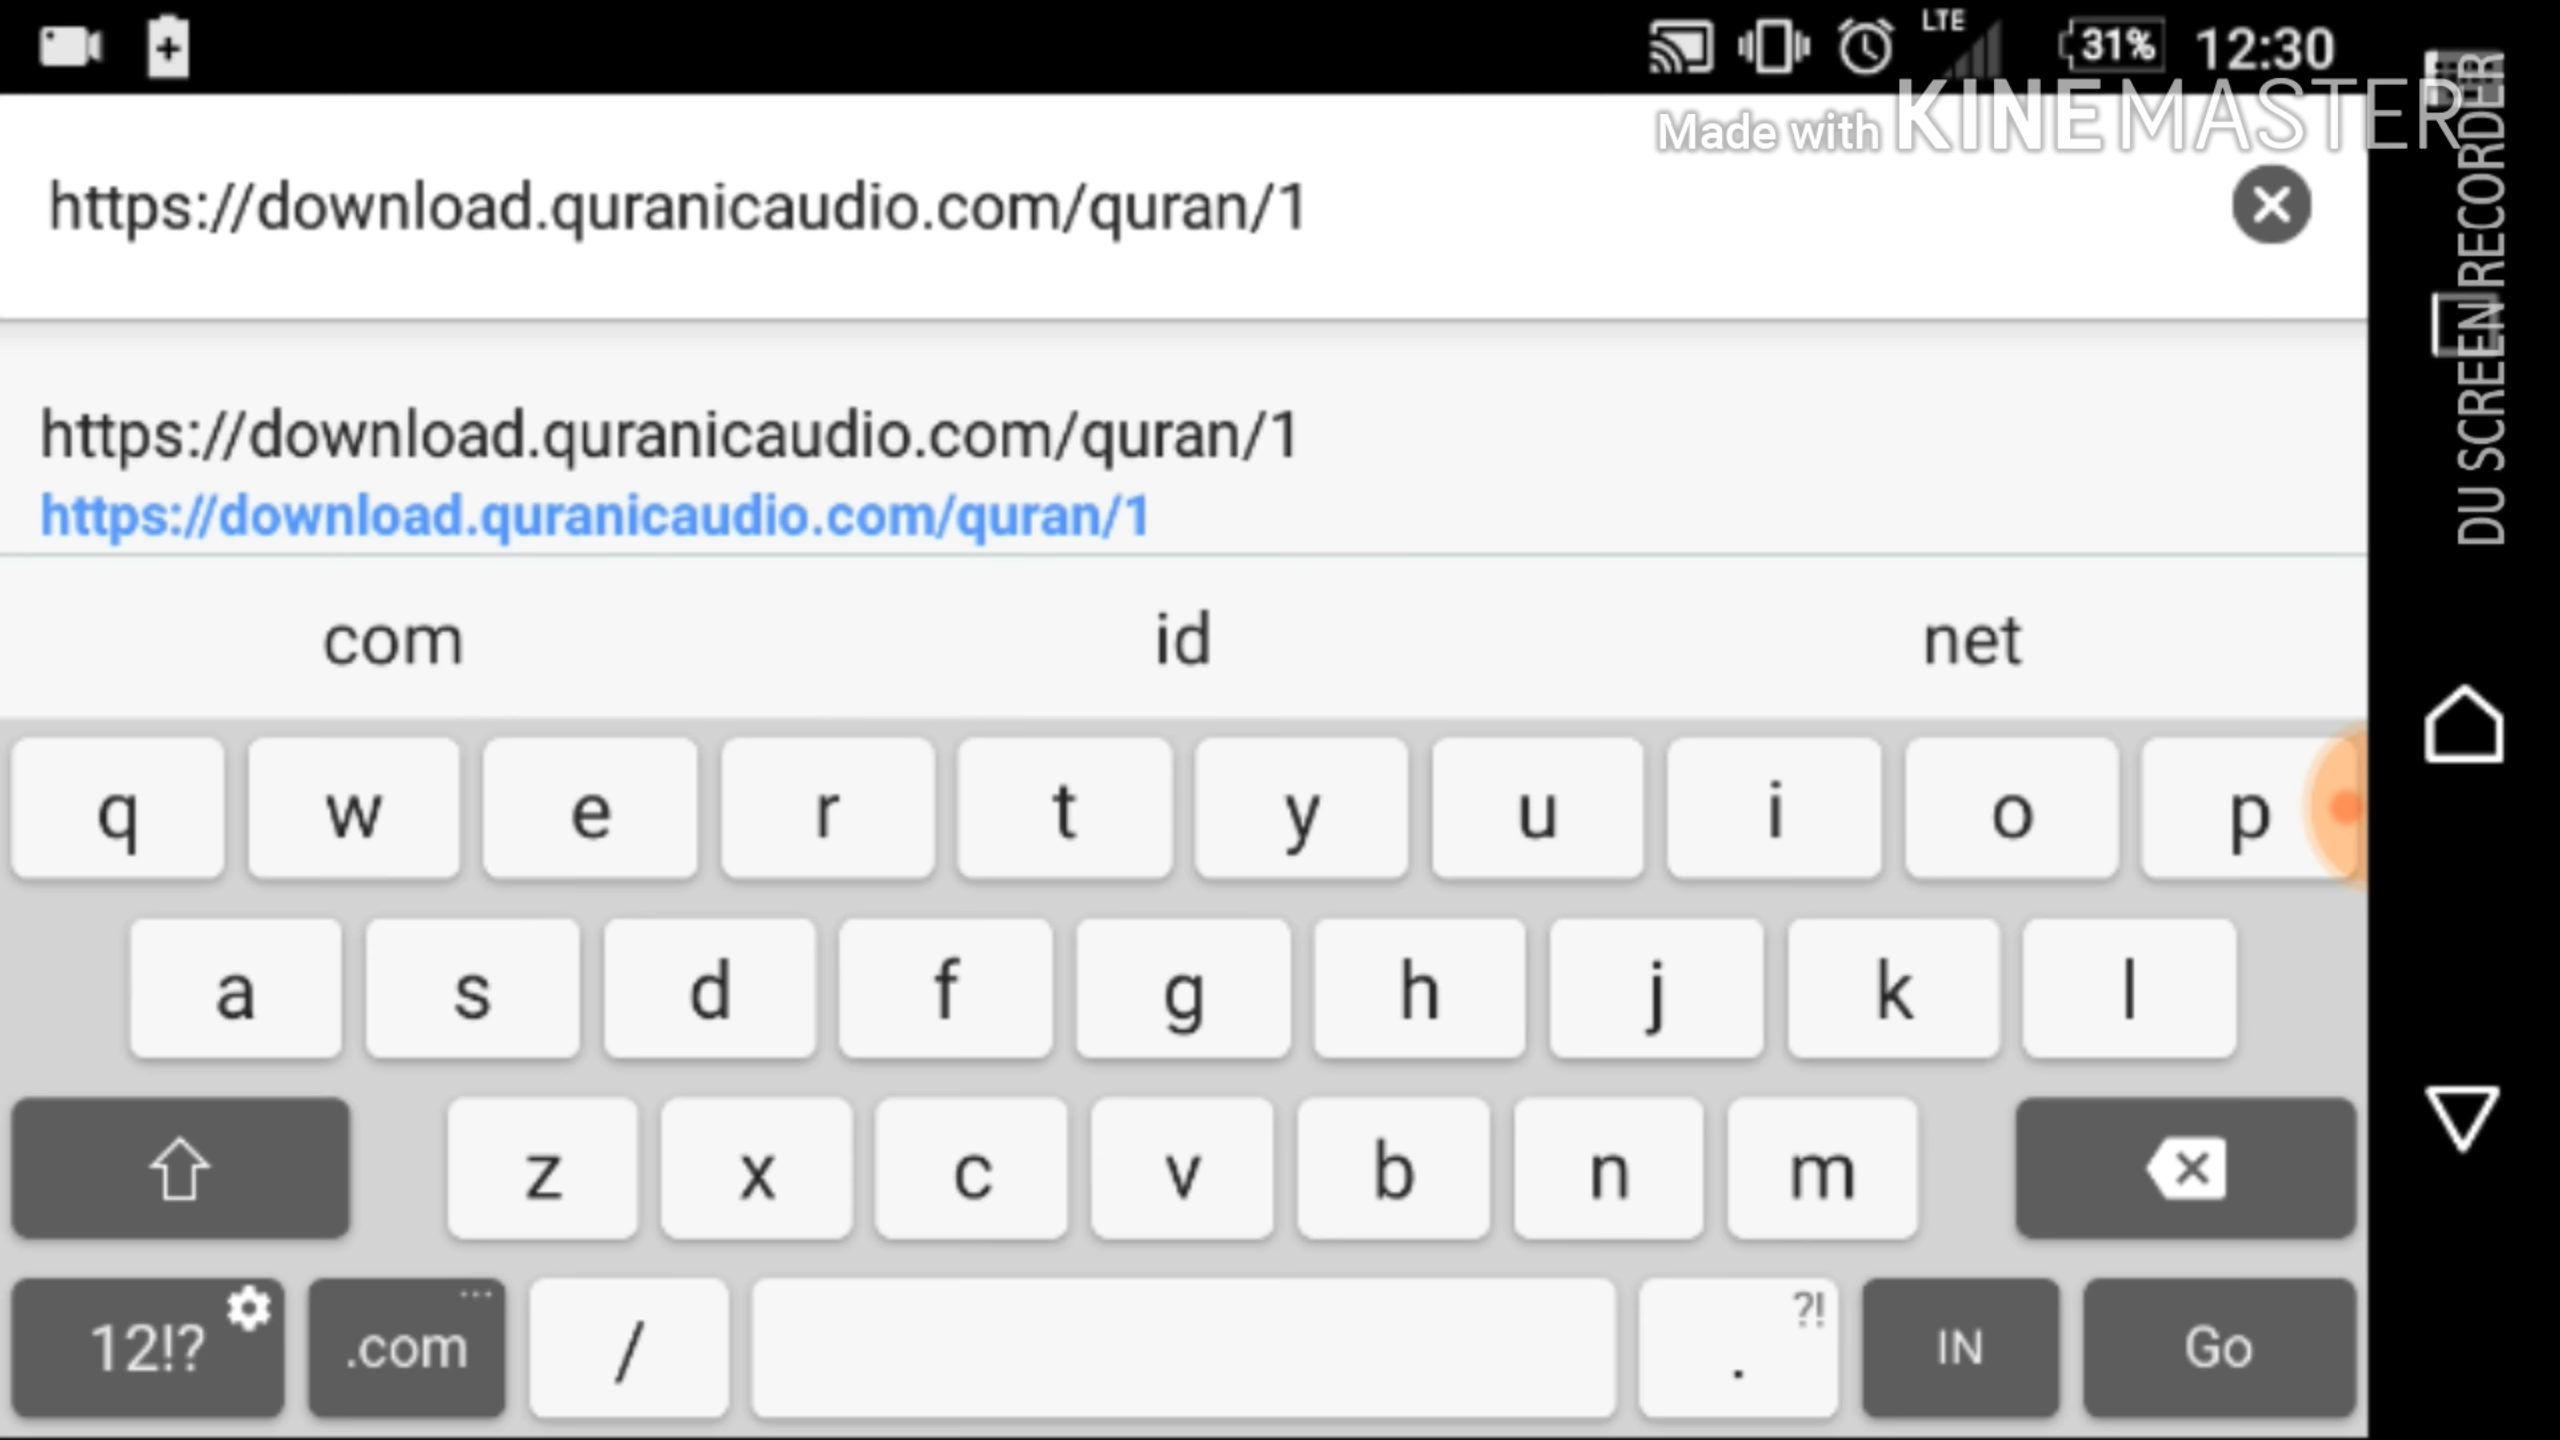 LTE 31% 12:30
Made with KINEMASTER
DU SCREEN RECORDER
https://download.quranicaudio.com/quran/1
https://download.quranicaudio.com/quran/1
https://download.quranicaudio.com/quran/1
com id net
q w e r t y u i o p
a s d f g h j k l
z x c v b n m
12!? .com ... / . ?! IN Go